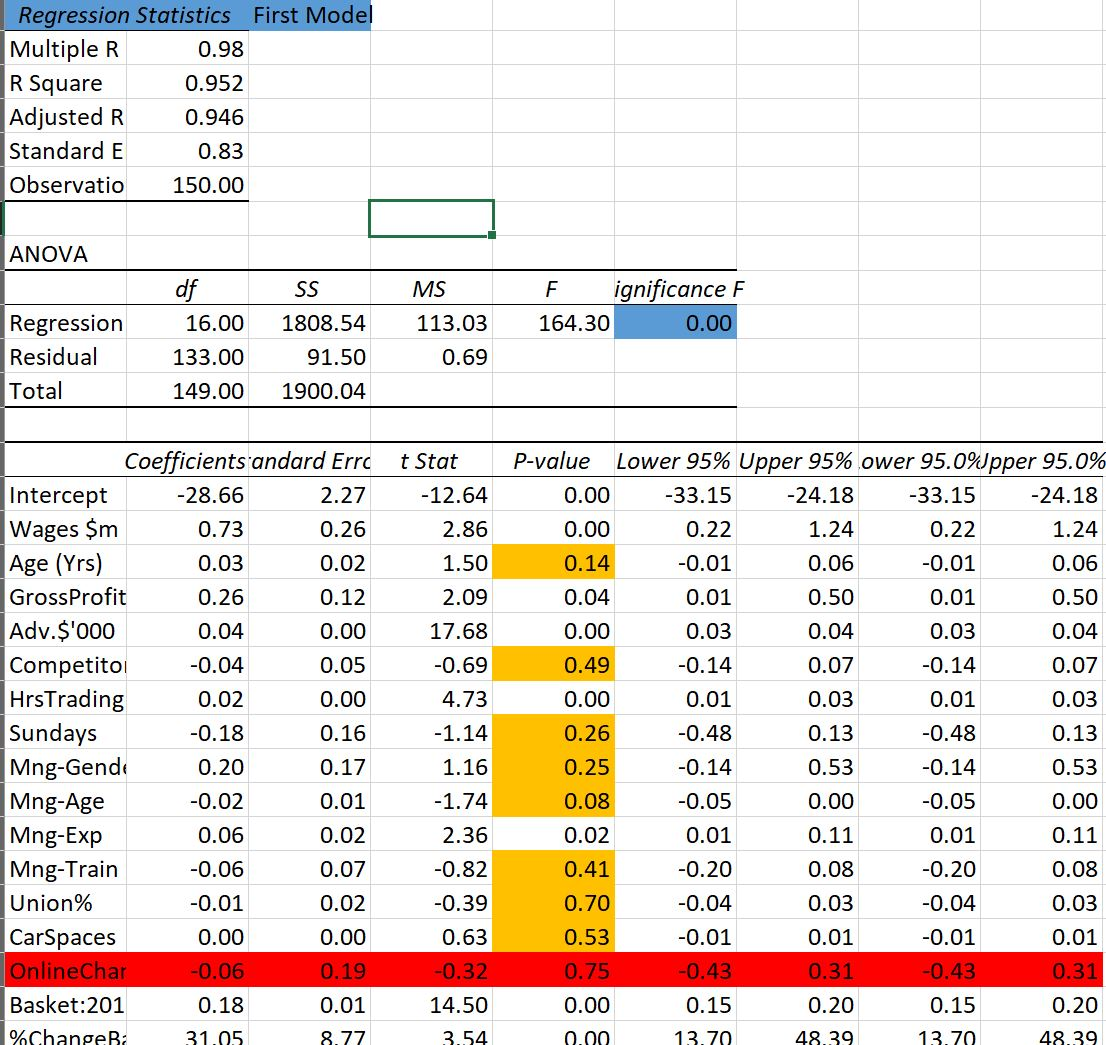 Regression Statistics First Model
Multiple R 0.98
R Square 0.952
Adjusted R 0.946
Standard E 0.83
Observatio 150.00
ANOVA
df SS MS F ignificance F
Regression 16.00 1808.54 113.03 164.30 0.00
Residual 133.00 91.50 0.69
Total 149.00 1900.04
Coefficients andard Erro t Stat P-value Lower 95% Upper 95% ower 95.0% Upper 95.0%
Intercept -28.66 2.27 -12.64 0.00 -33.15 -24.18 -33.15 -24.18
Wages $m 0.73 0.26 2.86 0.00 0.22 1.24 0.22 1.24
Age (Yrs) 0.03 0.02 1.50 0.14 -0.01 0.06 -0.01 0.06
GrossProfit 0.26 0.12 2.09 0.04 0.01 0.50 0.01 0.50
Adv.$'000 0.04 0.00 17.68 0.00 0.03 0.04 0.03 0.04
Competitor -0.04 0.05 -0.69 0.49 -0.14 0.07 -0.14 0.07
HrsTrading 0.02 0.00 4.73 0.00 0.01 0.03 0.01 0.03
Sundays -0.18 0.16 -1.14 0.26 -0.48 0.13 -0.48 0.13
Mng-Gende 0.20 0.17 1.16 0.25 -0.14 0.53 -0.14 0.53
Mng-Age -0.02 0.01 -1.74 0.08 -0.05 0.00 -0.05 0.00
Mng-Exp 0.06 0.02 2.36 0.02 0.01 0.11 0.01 0.11
Mng-Train -0.06 0.07 -0.82 0.41 -0.20 0.08 -0.20 0.08
Union% -0.01 0.02 -0.39 0.70 -0.04 0.03 -0.04 0.03
CarSpaces 0.00 0.00 0.63 0.53 -0.01 0.01 -0.01 0.01
OnlineChan -0.06 0.19 -0.32 0.75 -0.43 0.31 -0.43 0.31
Basket:201 0.18 0.01 14.50 0.00 0.15 0.20 0.15 0.20
%ChangeBa 31.05 8.77 3.54 0.00 13.70 48.39 13.70 48.39